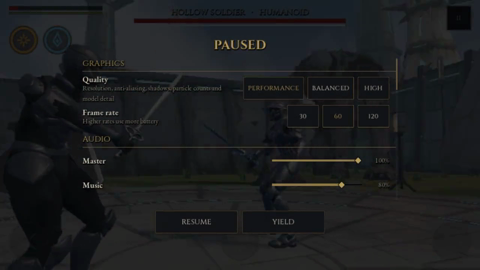 HOLLOW SOLDIER - HUMANOID
PAUSED
GRAPHICS
Quality
Resolution, anti-aliasing, shadows, particle count and
model detail
PERFORMANCE
BALANCED
HIGH
Frame rate
Higher rates use more battery
30
60
120
AUDIO
Master
100%
Music
80%
RESUME
YIELD